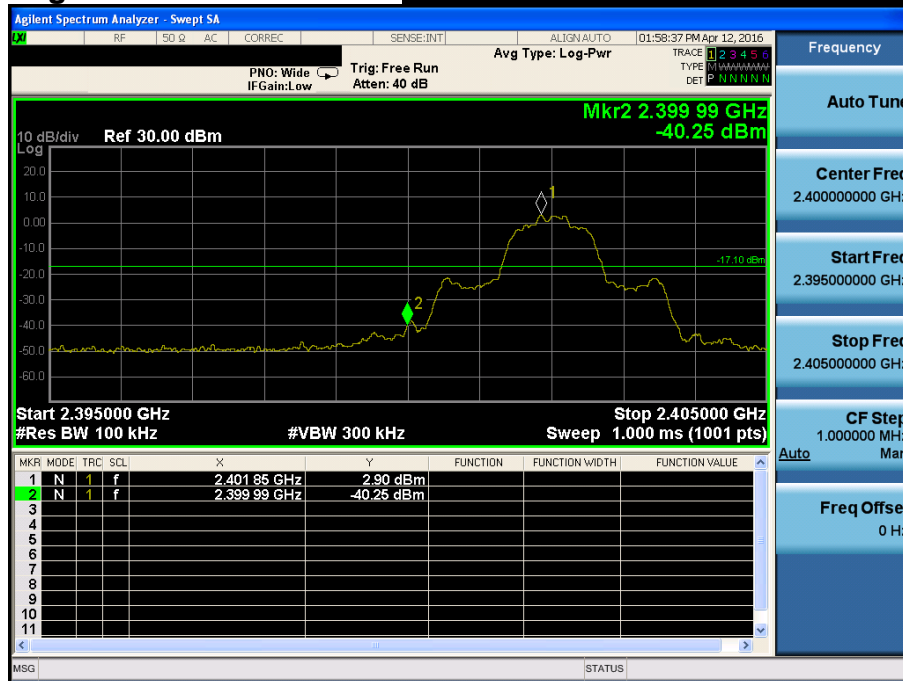 Agilent Spectrum Analyzer - Swept SA
LXI RF 50 Ω AC CORREC SENSE:INT ALIGN AUTO 01:58:37 PM Apr 12, 2016
Avg Type: Log-Pwr
TRACE 1 2 3 4 5 6
TYPE M WWWWW
DET P N N N N N
PNO: Wide
IFGain:Low
Trig: Free Run
Atten: 40 dB
Mkr2 2.399 99 GHz
-40.25 dBm
10 dB/div Ref 30.00 dBm
Log
20.0
10.0
0.00
-10.0
-20.0
-30.0
-40.0
-50.0
-60.0
1
2
-17.10 dBm
Start 2.395000 GHz Stop 2.405000 GHz
#Res BW 100 kHz #VBW 300 kHz Sweep 1.000 ms (1001 pts)
MKR MODE TRC SCL X Y FUNCTION FUNCTION WIDTH FUNCTION VALUE
1 N 1 f 2.401 85 GHz 2.90 dBm
2 N 1 f 2.399 99 GHz -40.25 dBm
3
4
5
6
7
8
9
10
11
MSG STATUS
Frequency
Auto Tune
Center Freq
2.400000000 GHz
Start Freq
2.395000000 GHz
Stop Freq
2.405000000 GHz
CF Step
1.000000 MHz
Auto Man
Freq Offset
0 Hz